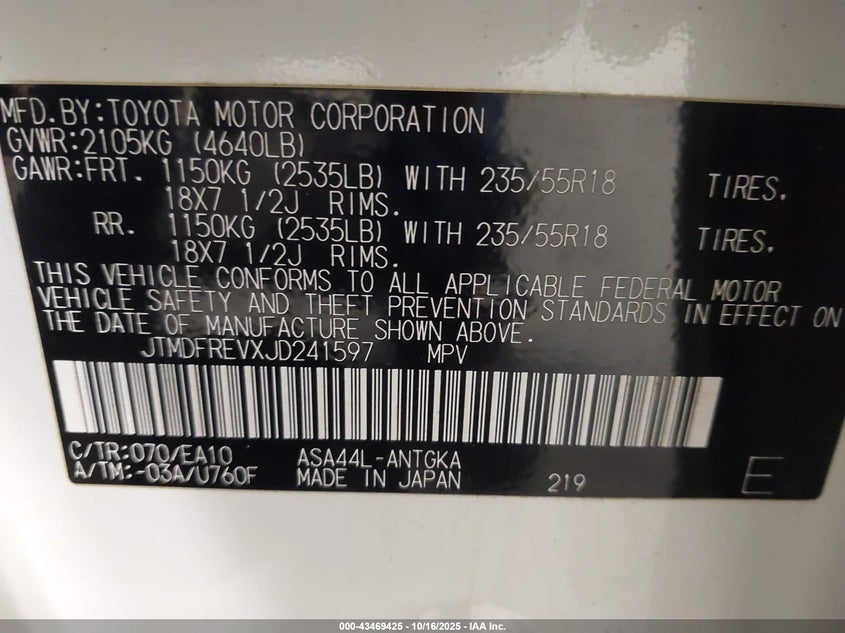 MFD.BY:TOYOTA MOTOR CORPORATION
GVWR:2105KG (4640LB)
GAWR:FRT. 1150KG (2535LB) WITH 235/55R18 TIRES.
18X7 1/2J RIMS.
RR. 1150KG (2535LB) WITH 235/55R18 TIRES.
18X7 1/2J RIMS.
THIS VEHICLE CONFORMS TO ALL APPLICABLE FEDERAL MOTOR
VEHICLE SAFETY AND THEFT PREVENTION STANDARDS IN EFFECT ON
THE DATE OF MANUFACTURE SHOWN ABOVE.
JTMDFREVXJD241597 MPV
C/TR:070/EA10 ASA44L-ANTGKA
A/TM:-03A/U760F MADE IN JAPAN 219 E
000-43469425 - 10/16/2025 - IAA Inc.